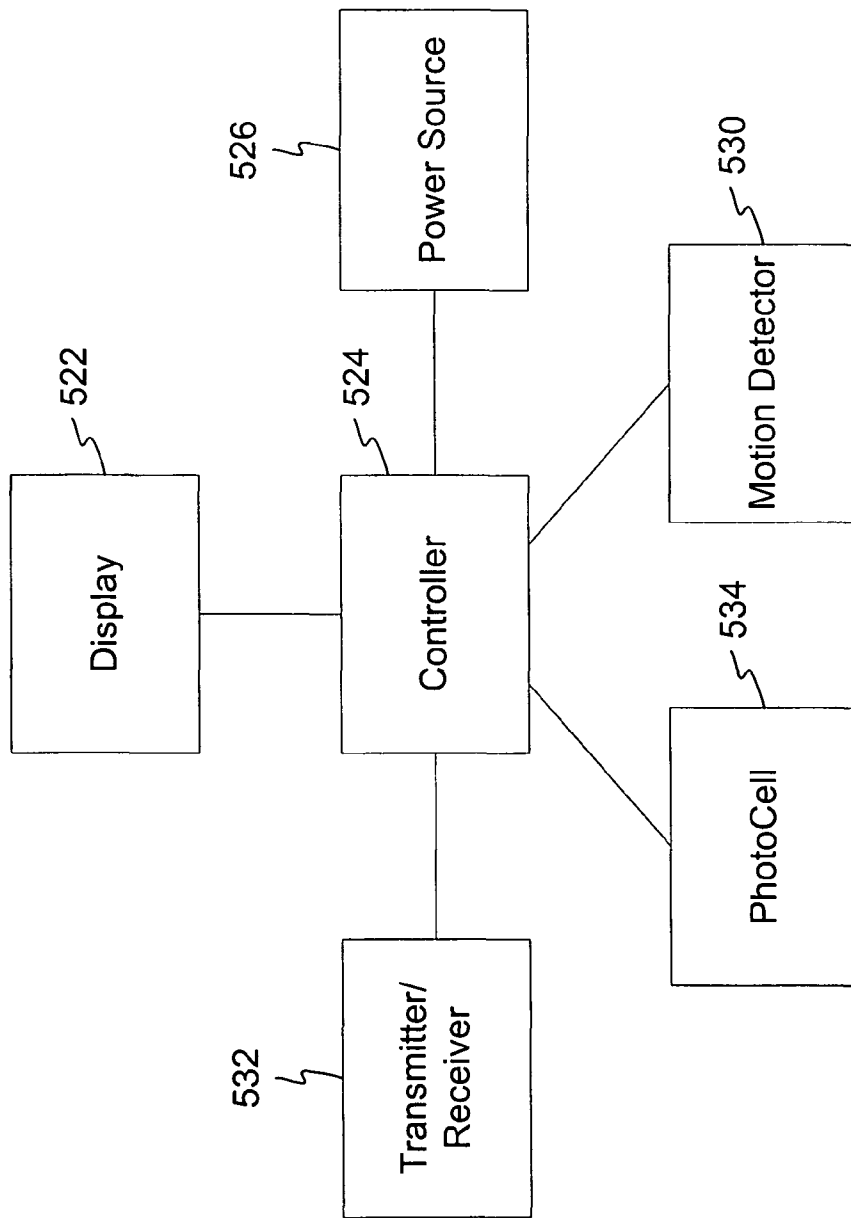 522
Display
532
Transmitter/
Receiver
524
Controller
526
Power Source
534
PhotoCell
530
Motion Detector